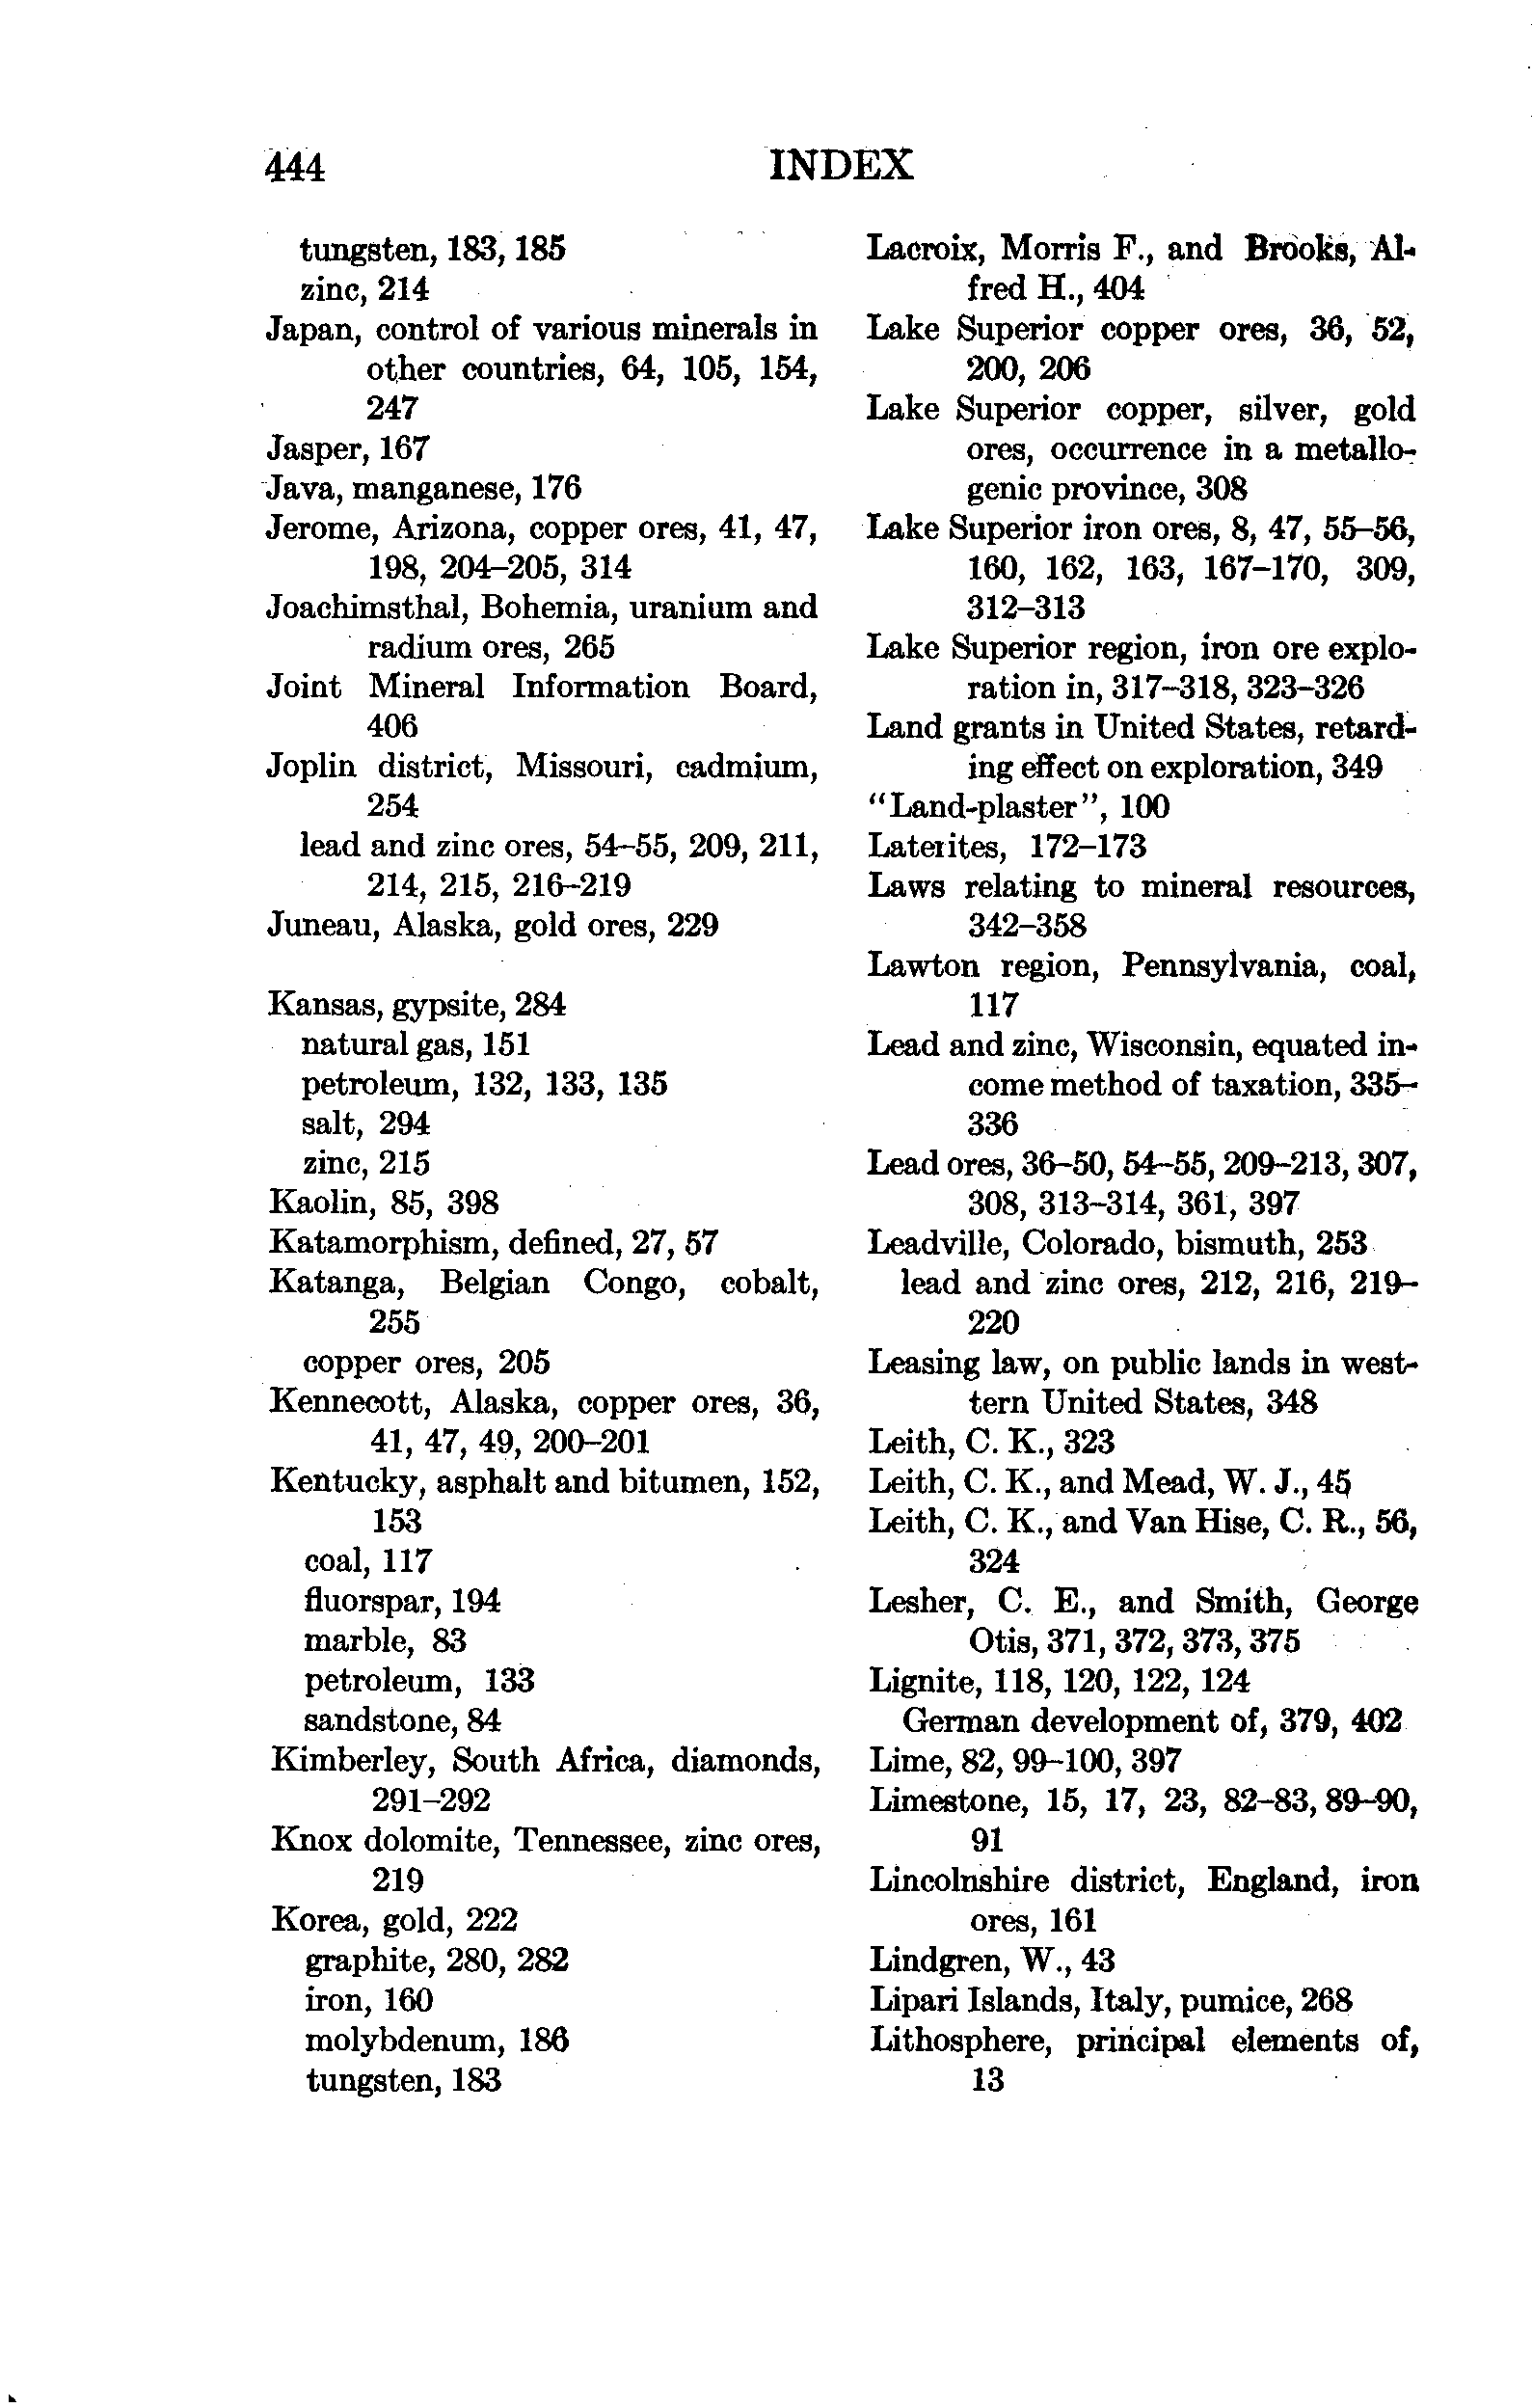 444
INDEX
tungsten, 183, 185
zinc, 214
Japan, control of various minerals in
other countries, 64, 105, 154,
247
Jasper, 167
Java, manganese, 176
Jerome, Arizona, copper ores, 41, 47,
198, 204–205, 314
Joachimsthal, Bohemia, uranium and
radium ores, 265
Joint Mineral Information Board,
406
Joplin district, Missouri, cadmium,
254
lead and zinc ores, 54–55, 209, 211,
214, 215, 216–219
Juneau, Alaska, gold ores, 229
Kansas, gypsite, 284
natural gas, 151
petroleum, 132, 133, 135
salt, 294
zinc, 215
Kaolin, 85, 398
Katamorphism, defined, 27, 57
Katanga, Belgian Congo, cobalt,
255
copper ores, 205
Kennecott, Alaska, copper ores, 36,
41, 47, 49, 200–201
Kentucky, asphalt and bitumen, 152,
153
coal, 117
fluorspar, 194
marble, 83
petroleum, 133
sandstone, 84
Kimberley, South Africa, diamonds,
291–292
Knox dolomite, Tennessee, zinc ores,
219
Korea, gold, 222
graphite, 280, 282
iron, 160
molybdenum, 186
tungsten, 183
Lacroix, Morris F., and Brooks, Al-
fred H., 404
Lake Superior copper ores, 36, 52,
200, 206
Lake Superior copper, silver, gold
ores, occurrence in a metallo-
genic province, 308
Lake Superior iron ores, 8, 47, 55–56,
160, 162, 163, 167–170, 309,
312–313
Lake Superior region, iron ore explo-
ration in, 317–318, 323–326
Land grants in United States, retard-
ing effect on exploration, 349
"Land-plaster", 100
Laterites, 172–173
Laws relating to mineral resources,
342–358
Lawton region, Pennsylvania, coal,
117
Lead and zinc, Wisconsin, equated in-
come method of taxation, 335–
336
Lead ores, 36–50, 54–55, 209–213, 307,
308, 313–314, 361, 397
Leadville, Colorado, bismuth, 253
lead and zinc ores, 212, 216, 219–
220
Leasing law, on public lands in west-
tern United States, 348
Leith, C. K., 323
Leith, C. K., and Mead, W. J., 45
Leith, C. K., and Van Hise, C. R., 56,
324
Lesher, C. E., and Smith, George
Otis, 371, 372, 373, 375
Lignite, 118, 120, 122, 124
German development of, 379, 402
Lime, 82, 99–100, 397
Limestone, 15, 17, 23, 82–83, 89–90,
91
Lincolnshire district, England, iron
ores, 161
Lindgren, W., 43
Lipari Islands, Italy, pumice, 268
Lithosphere, principal elements of,
13